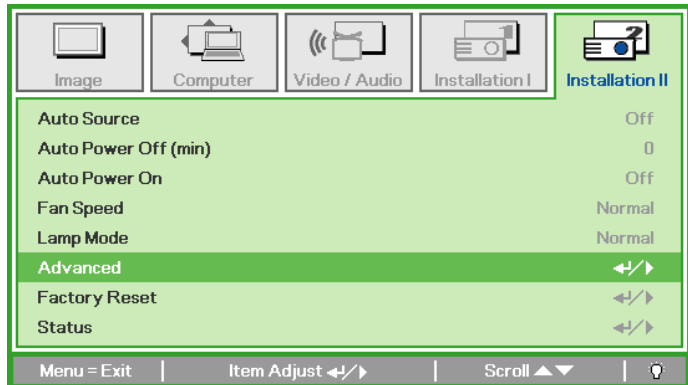 Image
Computer
Video / Audio
Installation I
2
Installation II
Auto Source Off
Auto Power Off (min) 0
Auto Power On Off
Fan Speed Normal
Lamp Mode Normal
Advanced
Factory Reset
Status
Menu = Exit | Item Adjust | Scroll